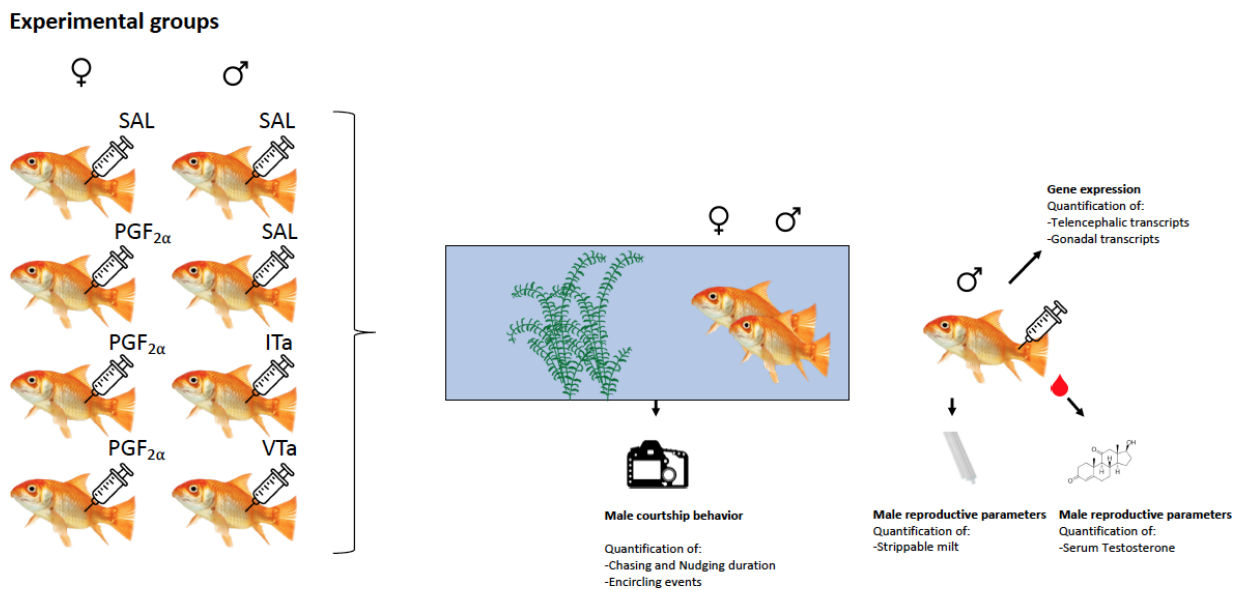 Experimental groups
♀ ♂
SAL SAL
PGF2α SAL
PGF2α ITa
PGF2α VTa
♀ ♂
Male courtship behavior
Quantification of:
-Chasing and Nudging duration
-Encircling events
♂
Gene expression
Quantification of:
-Telencephalic transcripts
-Gonadal transcripts
Male reproductive parameters
Quantification of:
-Strippable milt
O
OH
H
H
H
O
Male reproductive parameters
Quantification of:
-Serum Testosterone